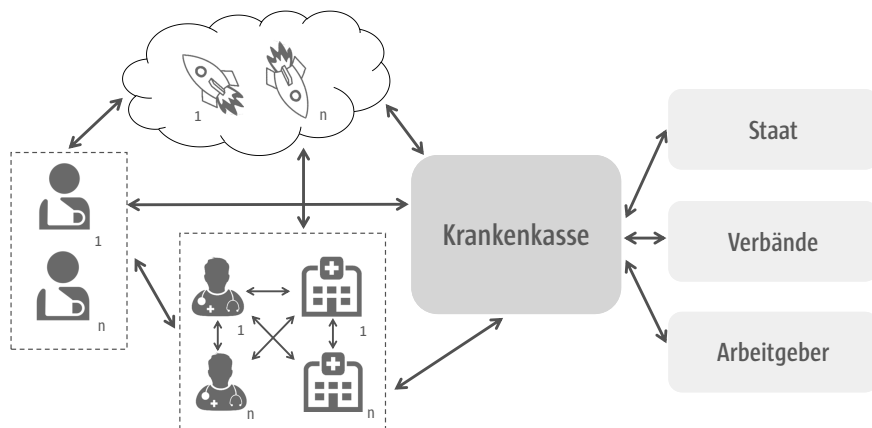 1
n
1
n
1
1
n
n
Krankenkasse
Staat
Verbände
Arbeitgeber